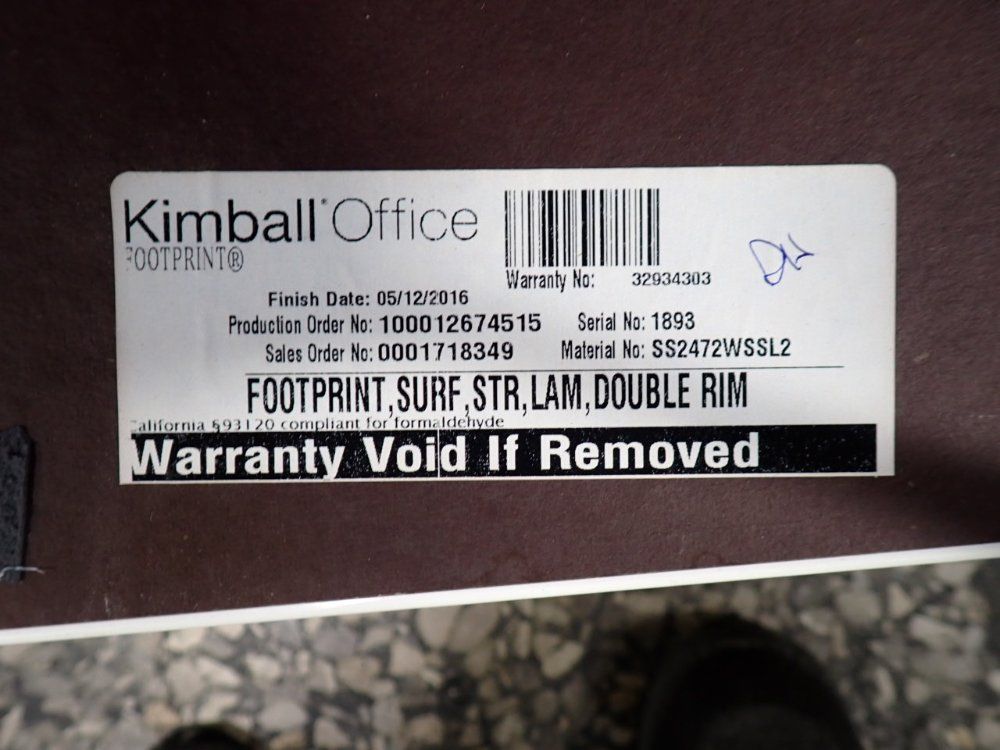 Kimball® Office
FOOTPRINT®
Warranty No: 32934303
Finish Date: 05/12/2016
Production Order No: 100012674515 Serial No: 1893
Sales Order No: 0001718349 Material No: SS2472WSSL2
FOOTPRINT,SURF,STR,LAM,DOUBLE RIM
California §93120 compliant for formaldehyde
Warranty Void If Removed